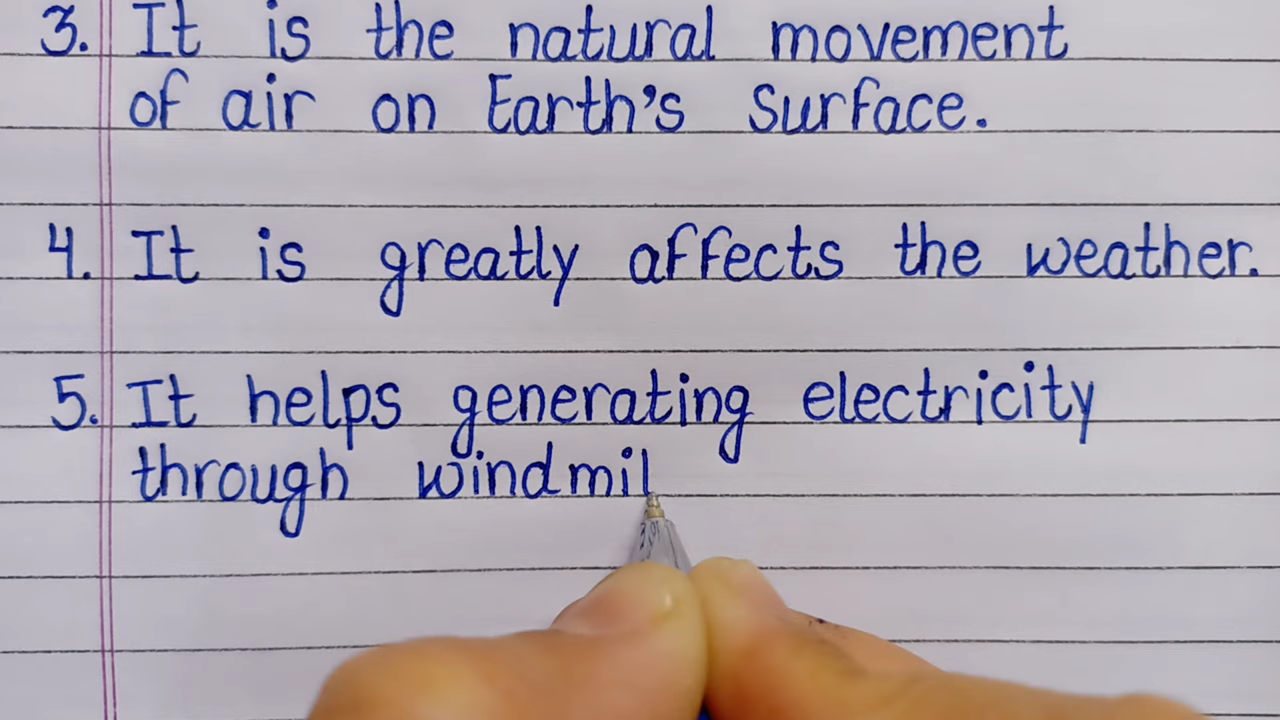 3. It is the natural movement
of air on Earth's surface.
4. It is greatly affects the weather.
5. It helps generating electricity
through windmil